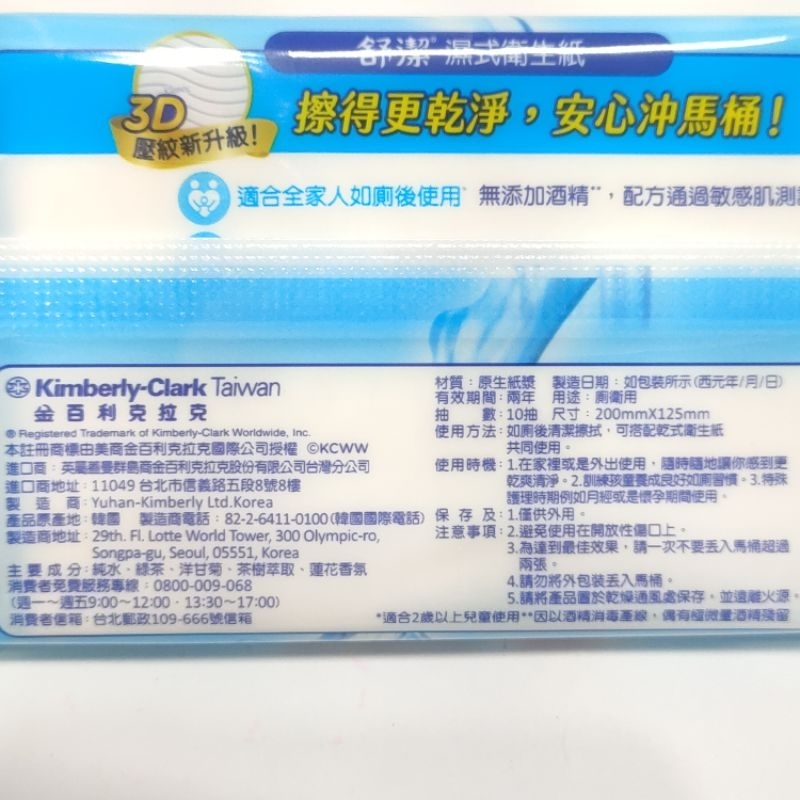 舒潔® 濕式衛生紙
3D
壓紋新升級!
擦得更乾淨，安心沖馬桶!
適合全家人如廁後使用* 無添加酒精**，配方通過敏感肌測
Kimberly-Clark Taiwan
金百利克拉克
® Registered Trademark of Kimberly-Clark Worldwide, Inc.
本註冊商標由美商金百利克拉克國際公司授權 ©KCWW
進口商：英屬蓋曼群島商金百利克拉克股份有限公司台灣分公司
進口商地址：11049 台北市信義路五段8號8樓
製造商：Yuhan-Kimberly Ltd.Korea
產品原產地：韓國 製造商電話：82-2-6411-0100(韓國國際電話)
製造商地址：29th. Fl. Lotte World Tower, 300 Olympic-ro,
Songpa-gu, Seoul, 05551, Korea
主要成分：純水、綠茶、洋甘菊、茶樹萃取、蓮花香氛
消費者免費服務專線：0800-009-068
(週一～週五9:00～12:00、13:30～17:00)
消費者信箱：台北郵政109-666號信箱
材質：原生紙漿 製造日期：如包裝所示(西元年/月/日)
有效期間：兩年 用途：廁衛用
抽數：10抽 尺寸：200mmX125mm
使用方法：如廁後清潔擦拭，可搭配乾式衛生紙
共同使用。
使用時機：1.在家裡或是外出使用，隨時隨地讓你感到更
乾爽清淨。2.訓練孩童養成良好如廁習慣。3.特殊
護理時期例如月經或是懷孕期間使用。
保存及：1.僅供外用。
注意事項：2.避免使用在開放性傷口上。
3.為達到最佳效果，請一次不要丟入馬桶超過
兩張。
4.請勿將外包裝丟入馬桶。
5.請將產品置於乾燥通風處保存，並遠離火源。
*適合2歲以上兒童使用**因以酒精消毒產線，偶有極微量酒精殘留